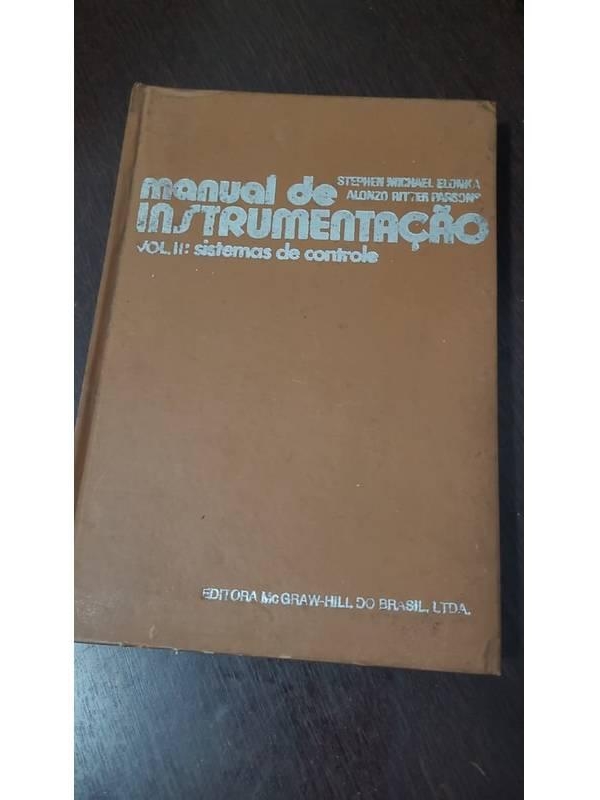 STEPHEN MICHAEL ELONKA
ALONZO RITTER PARSONS
manual de
INSTRUMENTAÇÃO
VOL. II: sistemas de controle
EDITORA McGRAW-HILL DO BRASIL, LTDA.